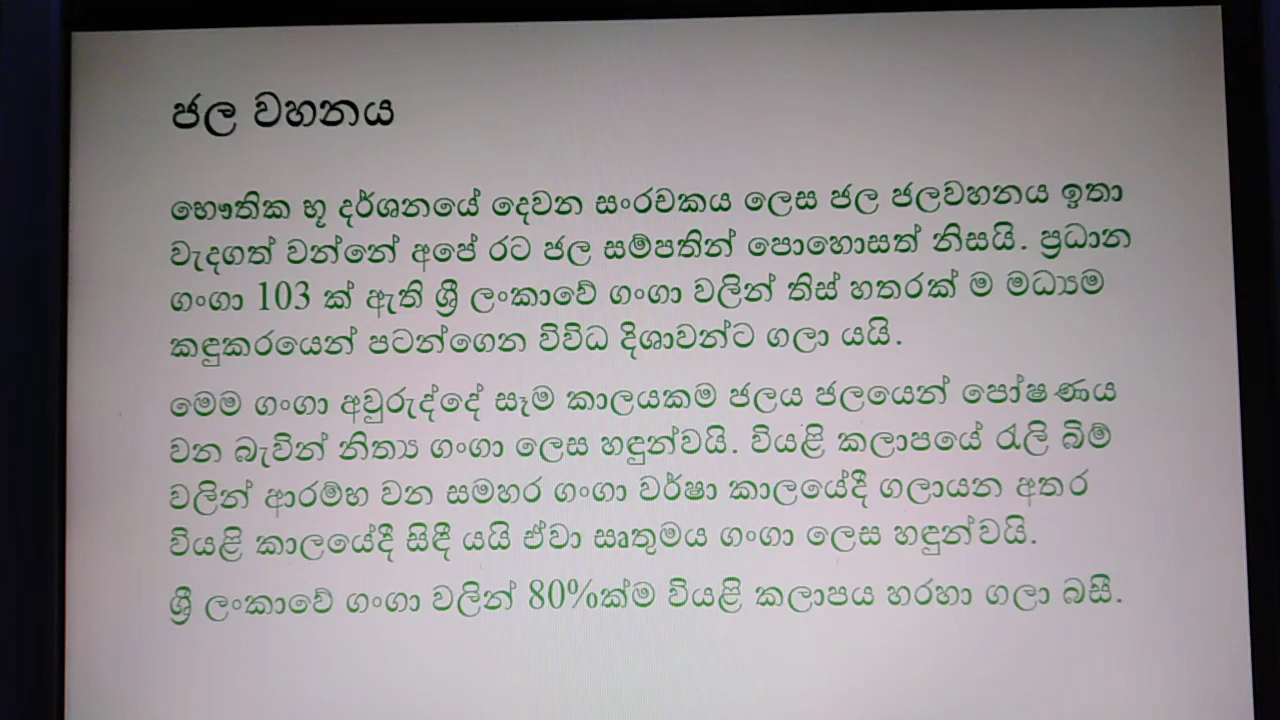 ජල වහනය
භෞතික භූ දර්ශනයේ දෙවන සංරචකය ලෙස ජල ජලවහනය ඉතා
වැදගත් වන්නේ අපේ රට ජල සම්පතින් පොහොසත් නිසයි. ප්‍රධාන
ගංගා 103 ක් ඇති ශ්‍රී ලංකාවේ ගංගා වලින් තිස් හතරක් ම මධ්‍යම
කඳුකරයෙන් පටන්ගෙන විවිධ දිශාවන්ට ගලා යයි.
මෙම ගංගා අවුරුද්දේ සෑම කාලයකම ජලය ජලයෙන් පෝෂණය
වන බැවින් නිත්‍ය ගංගා ලෙස හඳුන්වයි. වියළි කලාපයේ රැලි බිම්
වලින් ආරම්භ වන සමහර ගංගා වර්ෂා කාලයේදී ගලායන අතර
වියළි කාලයේදී සිඳී යයි ඒවා සෘතුමය ගංගා ලෙස හඳුන්වයි.
ශ්‍රී ලංකාවේ ගංගා වලින් 80%ක්ම වියළි කලාපය හරහා ගලා බසී.